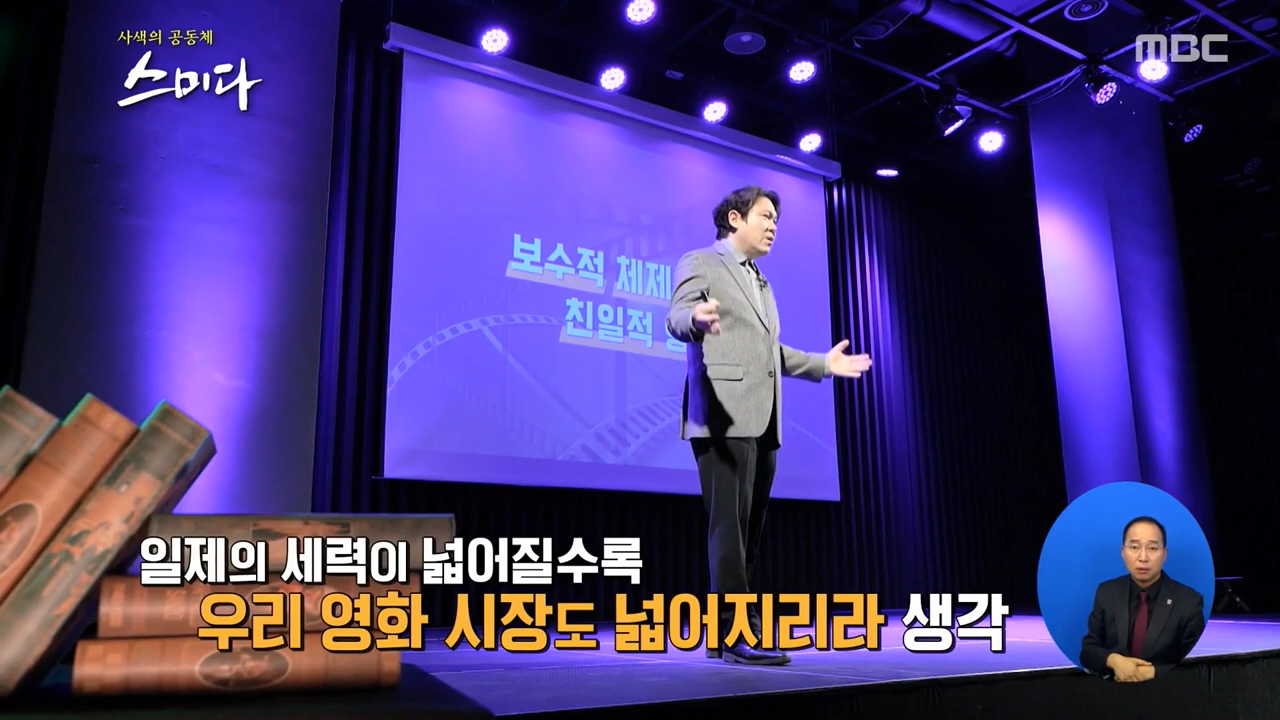 사색의 공동체
스미다
MBC
보수적 체제
친일적
일제의 세력이 넓어질수록
우리 영화 시장도 넓어지리라 생각